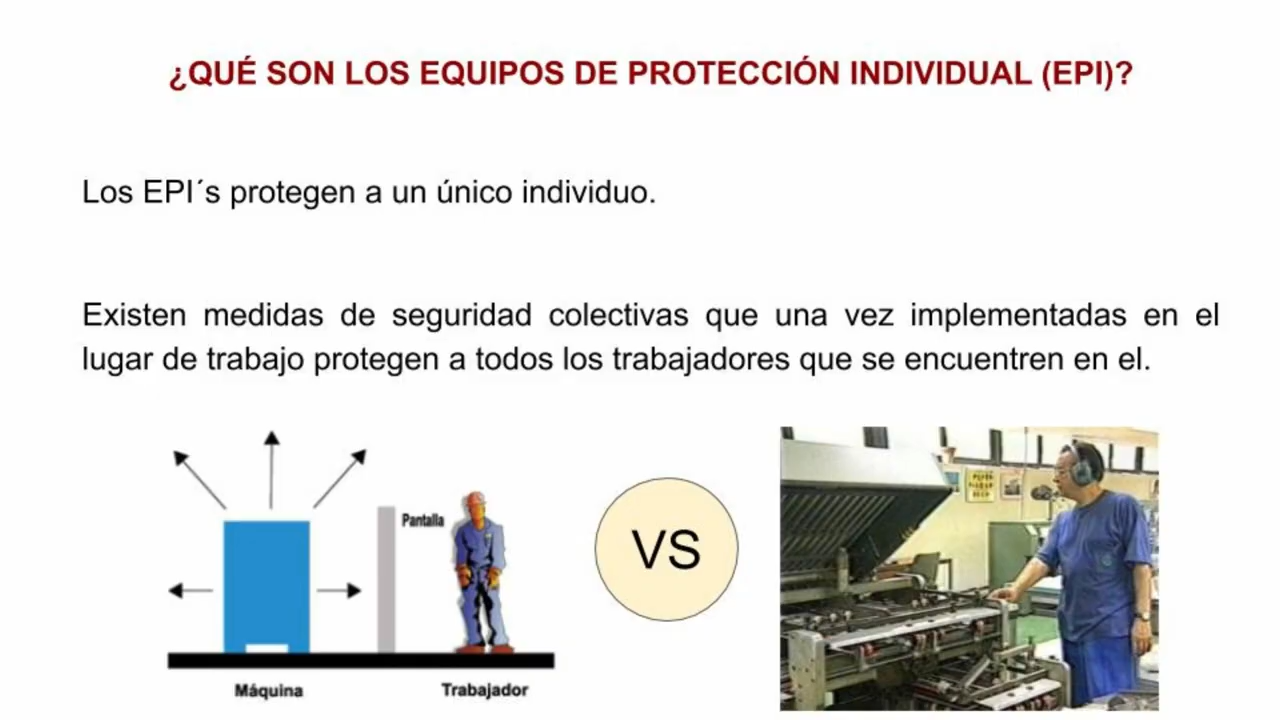 ¿QUÉ SON LOS EQUIPOS DE PROTECCIÓN INDIVIDUAL (EPI)?
Los EPI´s protegen a un único individuo.
Existen medidas de seguridad colectivas que una vez implementadas en el
lugar de trabajo protegen a todos los trabajadores que se encuentren en el.
Pantalla
VS
Máquina
Trabajador